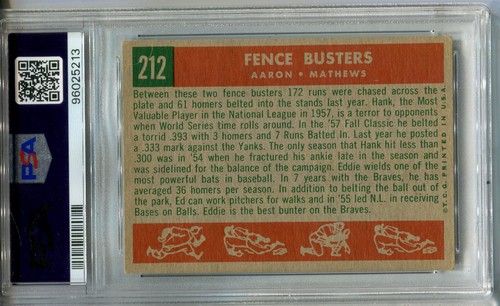 96025213
PSA
212
FENCE BUSTERS
AARON • MATHEWS
Between these two fence busters 172 runs were chased across the
plate and 61 homers belted into the stands last year. Hank, the Most
Valuable Player in the National League in 1957, is a terror to opponents
when World Series time rolls around. In the '57 Fall Classic he belted
a torrid .393 with 3 homers and 7 Runs Batted In. Last year he posted
a .333 mark against the Yanks. The only season that Hank hit less than
.300 was in '54 when he fractured his ankle late in the season and
was sidelined for the balance of the campaign. Eddie wields one of the
most powerful bats in baseball. In 7 years with the Braves, he has
averaged 36 homers per season. In addition to belting the ball out of
the park, Ed can work pitchers for walks and in '55 led N.L. in receiving
Bases on Balls. Eddie is the best bunter on the Braves.
© T.C.G. PRINTED IN U.S.A.